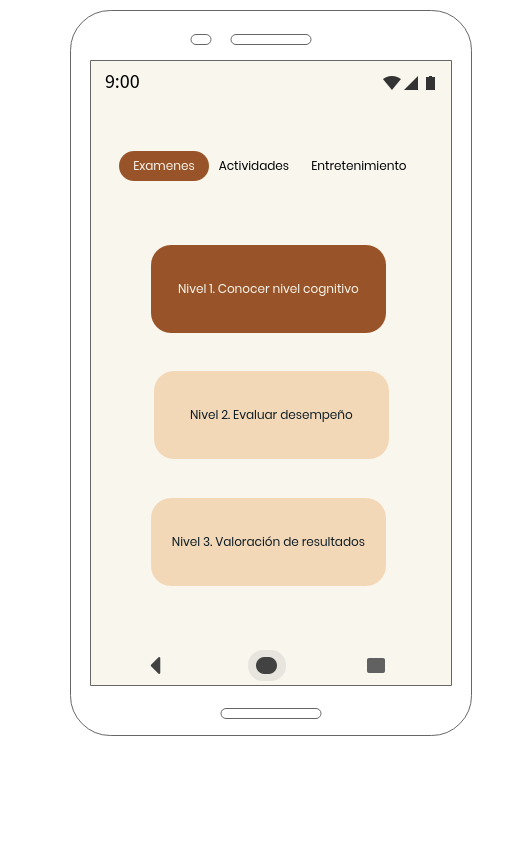 9:00
Examenes Actividades Entretenimiento
Nivel 1. Conocer nivel cognitivo
Nivel 2. Evaluar desempeño
Nivel 3. Valoración de resultados